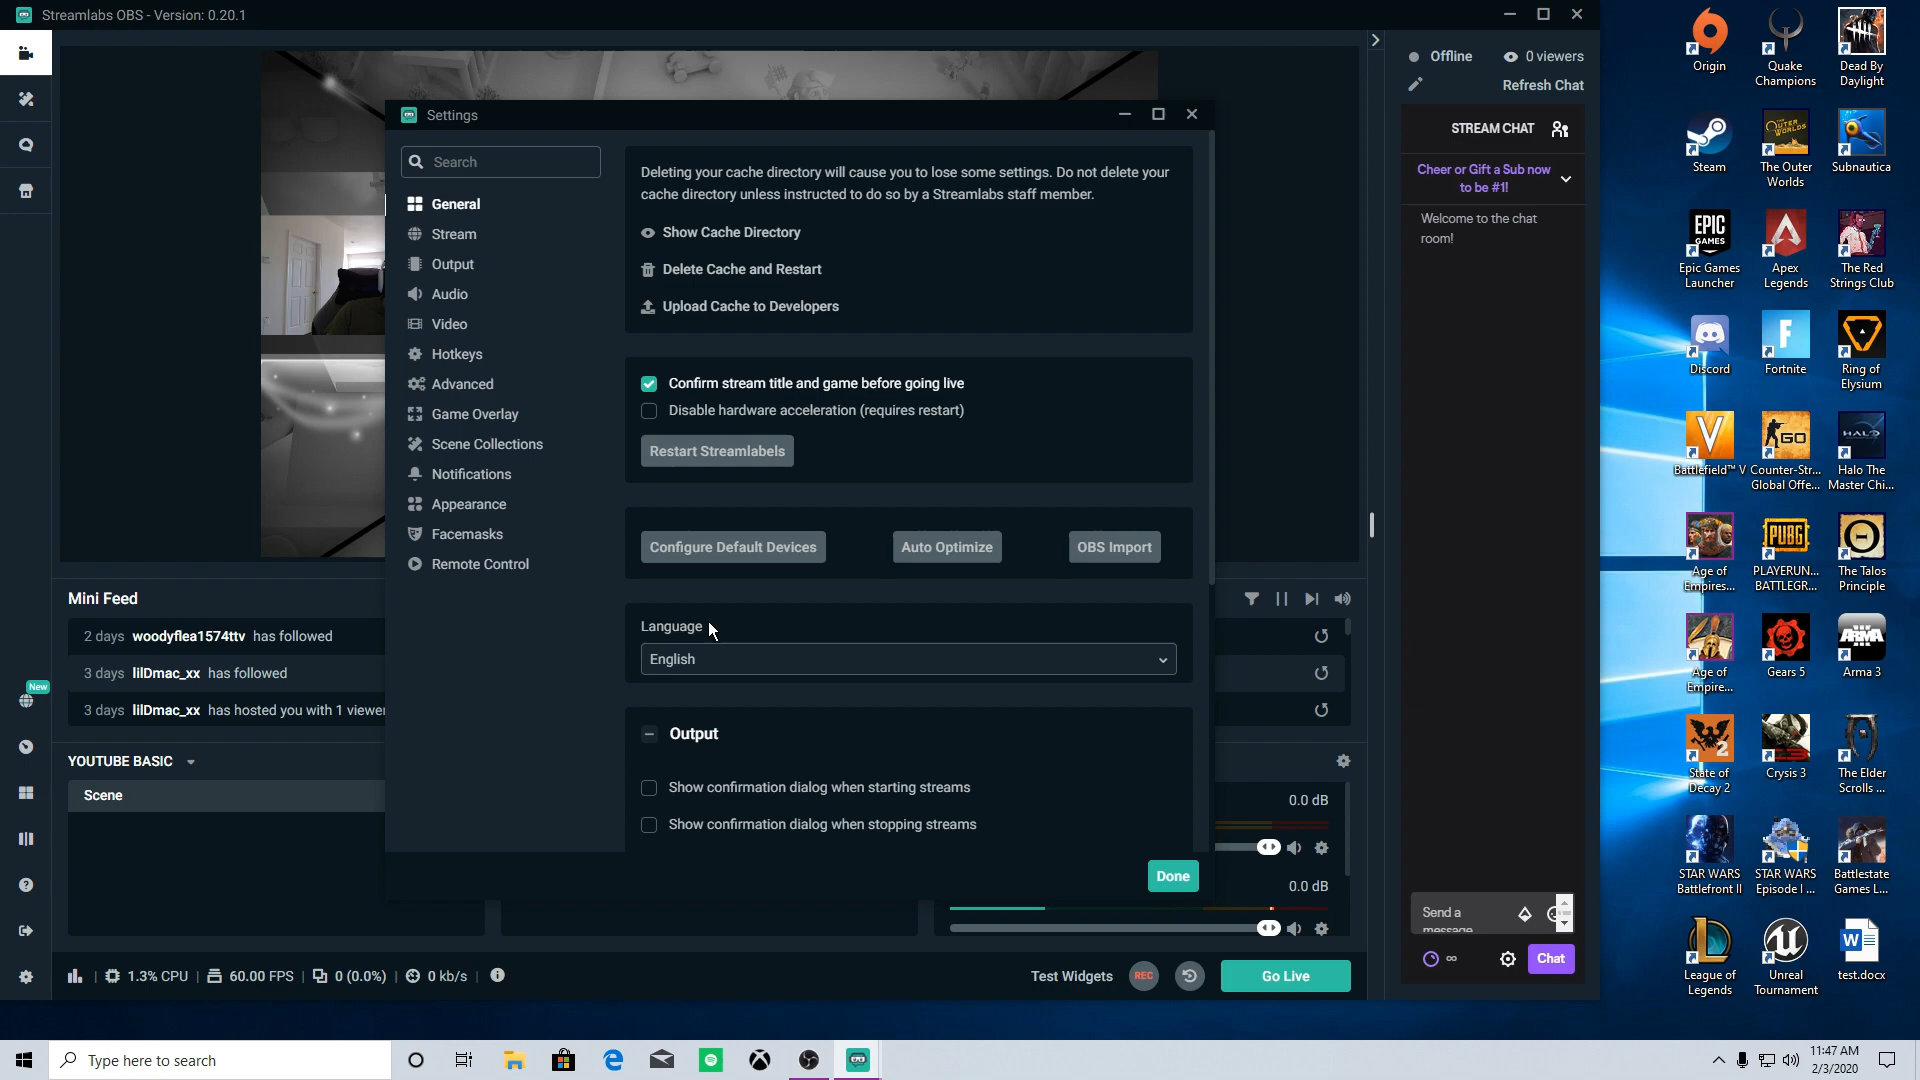 Streamlabs OBS - Version: 0.20.1
Settings
Search
General
Stream
Output
Audio
Video
Hotkeys
Advanced
Game Overlay
Scene Collections
Notifications
Appearance
Facemasks
Remote Control
Deleting your cache directory will cause you to lose some settings. Do not delete your
cache directory unless instructed to do so by a Streamlabs staff member.
Show Cache Directory
Delete Cache and Restart
Upload Cache to Developers
Confirm stream title and game before going live
Disable hardware acceleration (requires restart)
Restart Streamlabels
Configure Default Devices
Auto Optimize
OBS Import
Language
English
Output
Show confirmation dialog when starting streams
Show confirmation dialog when stopping streams
Done
Mini Feed
2 days woodyflea1574ttv has followed
3 days lilDmac_xx has followed
3 days lilDmac_xx has hosted you with 1 viewer
YOUTUBE BASIC
Scene
New
0.0 dB
0.0 dB
1.3% CPU
60.00 FPS
0 (0.0%)
0 kb/s
Test Widgets
REC
Go Live
Offline
0 viewers
Refresh Chat
STREAM CHAT
Cheer or Gift a Sub now
to be #1!
Welcome to the chat
room!
Send a
message
Chat
Origin
Quake
Champions
Dead By
Daylight
Steam
THE OUTER WORLDS
The Outer
Worlds
Subnautica
EPIC
GAMES
Epic Games
Launcher
Apex
Legends
The Red
Strings Club
Discord
Fortnite
Ring of
Elysium
V
Battlefield™ V
GO
Counter-Str...
Global Offe...
HALO
Halo The
Master Chi...
Age of
Empires...
PUBG
PLAYERUN...
BATTLEGR...
The Talos
Principle
Age of
Empire...
Gears 5
ARMA
Arma 3
2
State of
Decay 2
Crysis 3
The Elder
Scrolls ...
STAR WARS
Battlefront II
STAR WARS
Episode I ...
Battlestate
Games L...
League of
Legends
Unreal
Tournament
W
test.docx
Type here to search
11:47 AM
2/3/2020